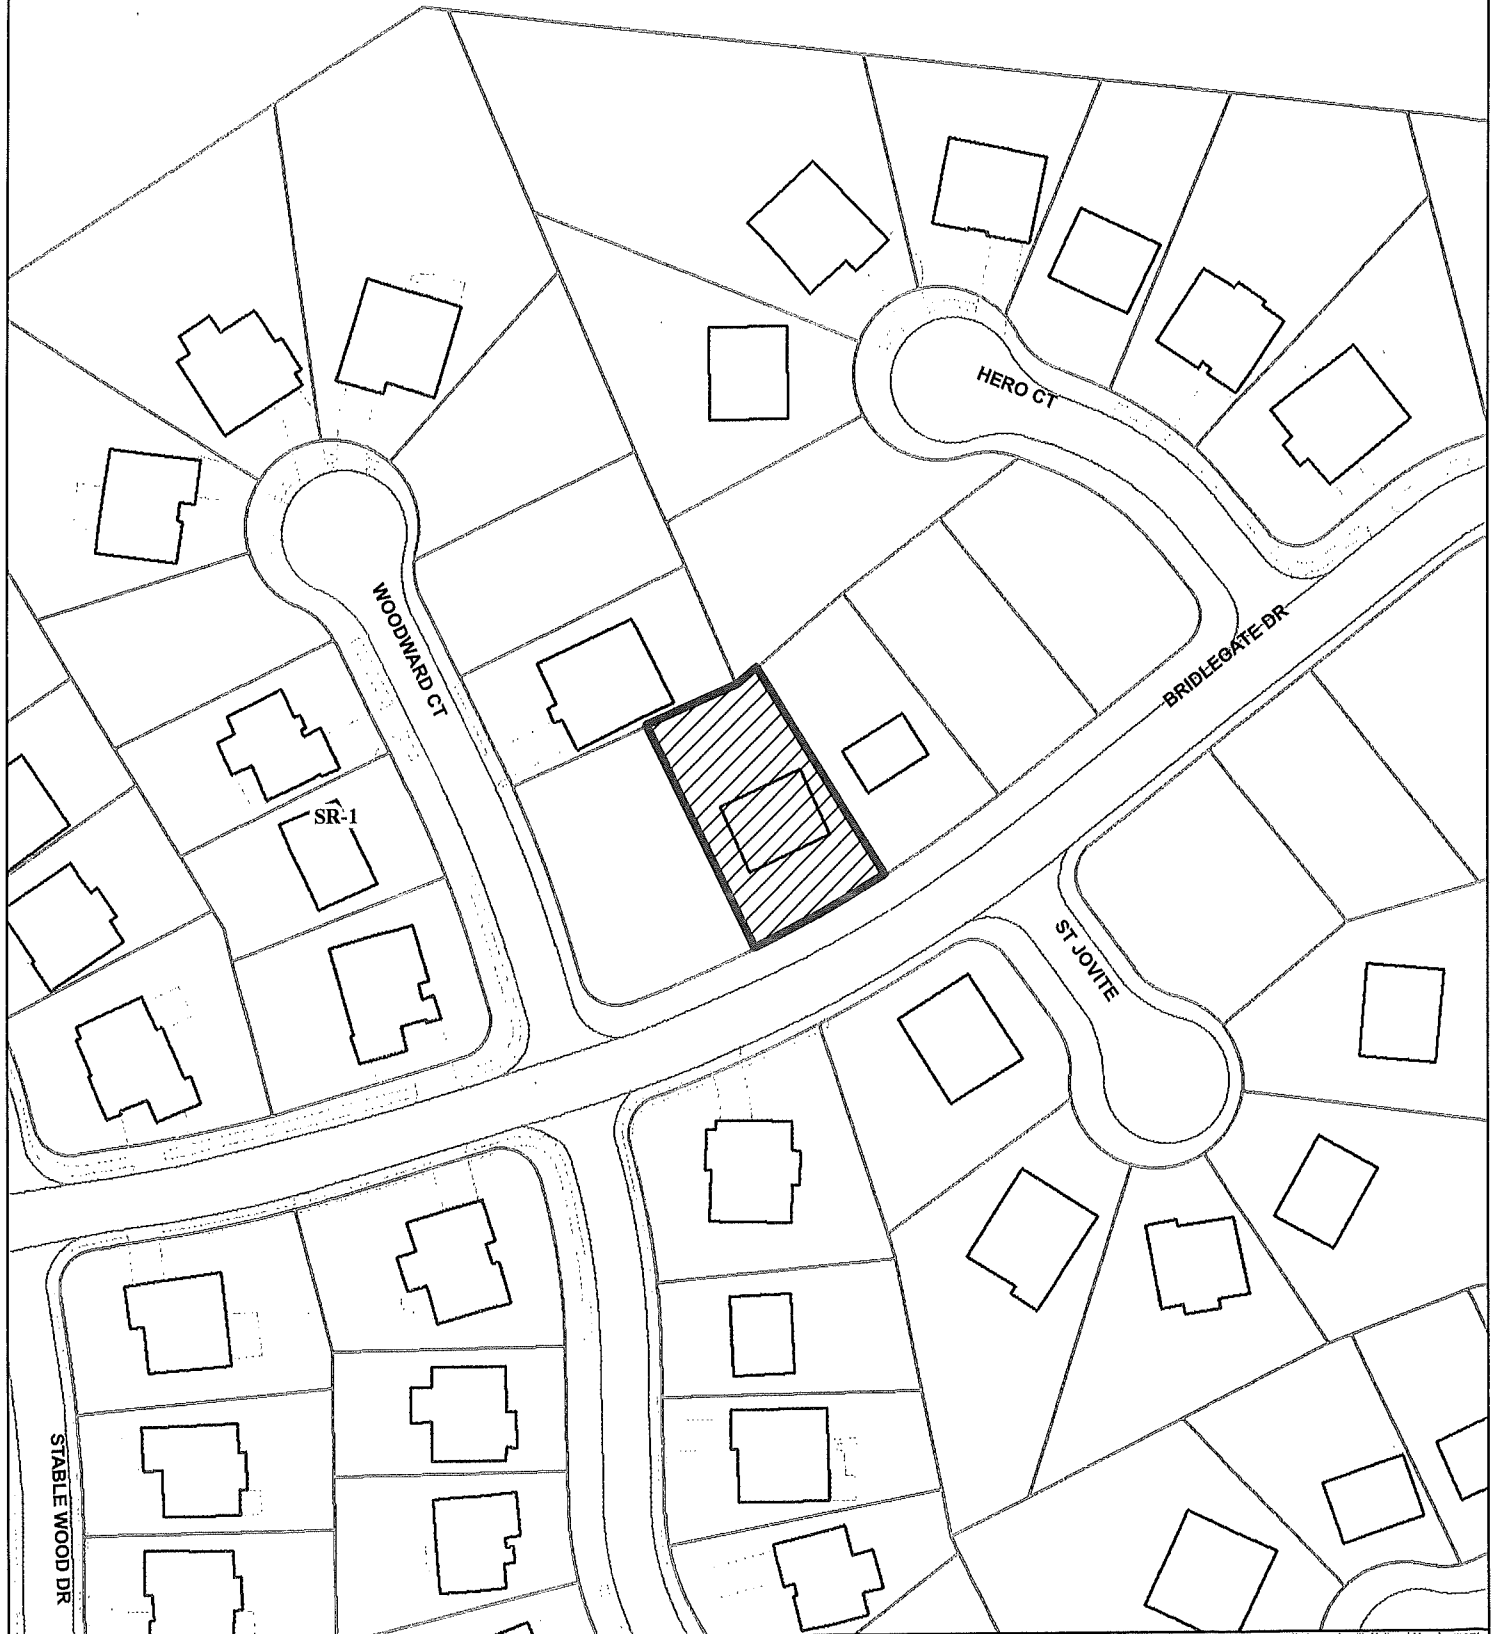 HERO CT
WOODWARD CT
BRIDLEGATE DR
SR-1
ST JOVITE
STABLE WOOD DR